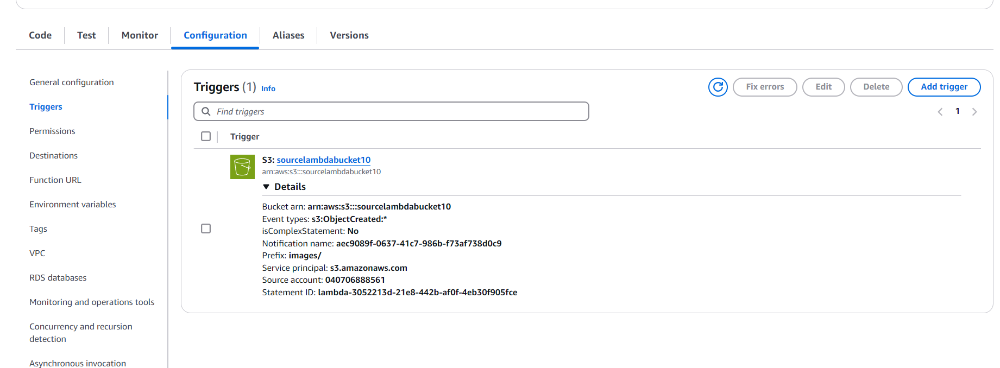 Code Test Monitor Configuration Aliases Versions
General configuration
Triggers
Permissions
Destinations
Function URL
Environment variables
Tags
VPC
RDS databases
Monitoring and operations tools
Concurrency and recursion
detection
Asynchronous invocation
Triggers (1) Info
Fix errors Edit Delete Add trigger
Find triggers
1
Trigger
S3: sourcelambdabucket10
arn:aws:s3:::sourcelambdabucket10
Details
Bucket arn: arn:aws:s3:::sourcelambdabucket10
Event types: s3:ObjectCreated:*
isComplexStatement: No
Notification name: aec9089f-0637-41c7-986b-f73af738d0c9
Prefix: images/
Service principal: s3.amazonaws.com
Source account: 040706888561
Statement ID: lambda-3052213d-21e8-442b-af0f-4eb30f905fce